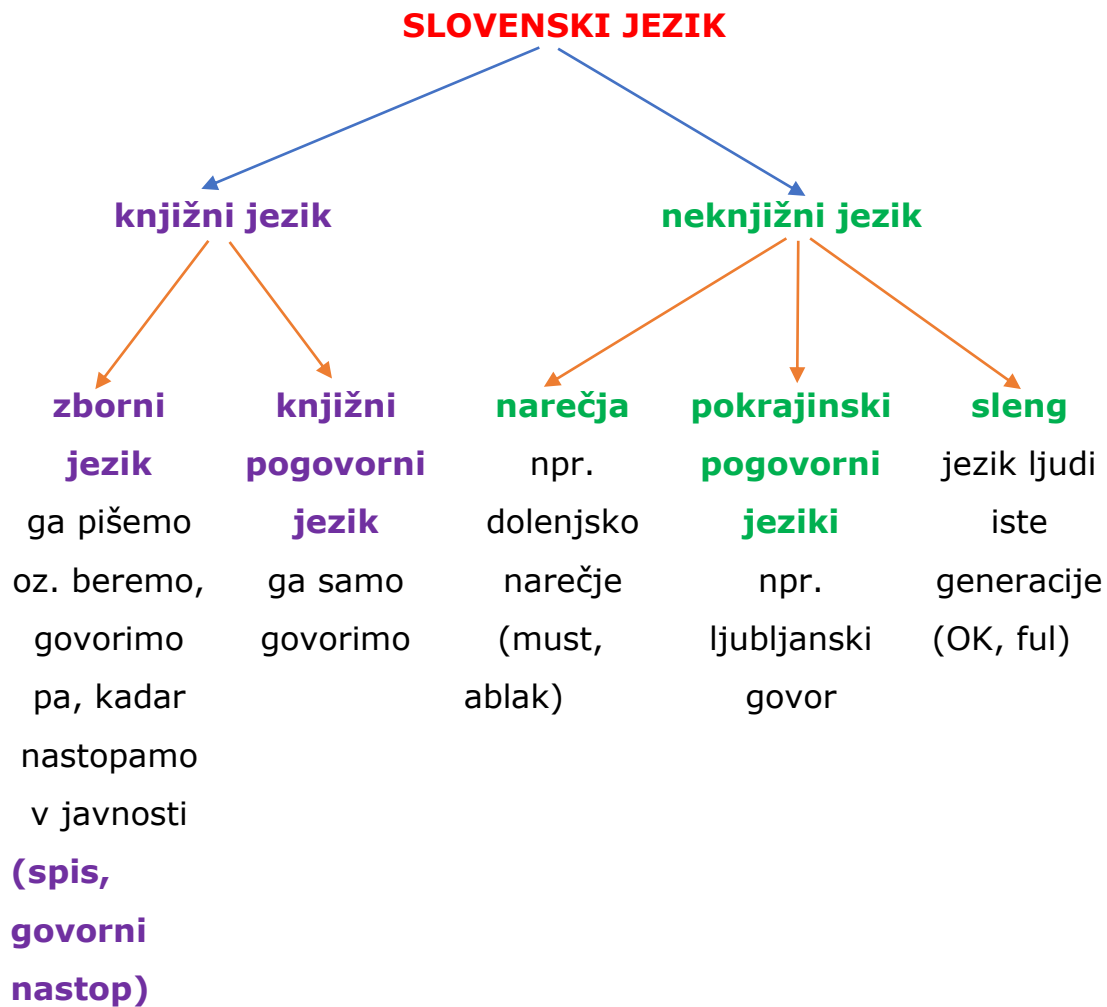 SLOVENSKI JEZIK
knjižni jezik
neknjižni jezik
zborni
jezik
ga pišemo
oz. beremo,
govorimo
pa, kadar
nastopamo
v javnosti
(spis,
govorni
nastop)
knjižni
pogovorni
jezik
ga samo
govorimo
narečja
npr.
dolenjsko
narečje
(must,
ablak)
pokrajinski
pogovorni
jeziki
npr.
ljubljanski
govor
sleng
jezik ljudi
iste
generacije
(OK, ful)